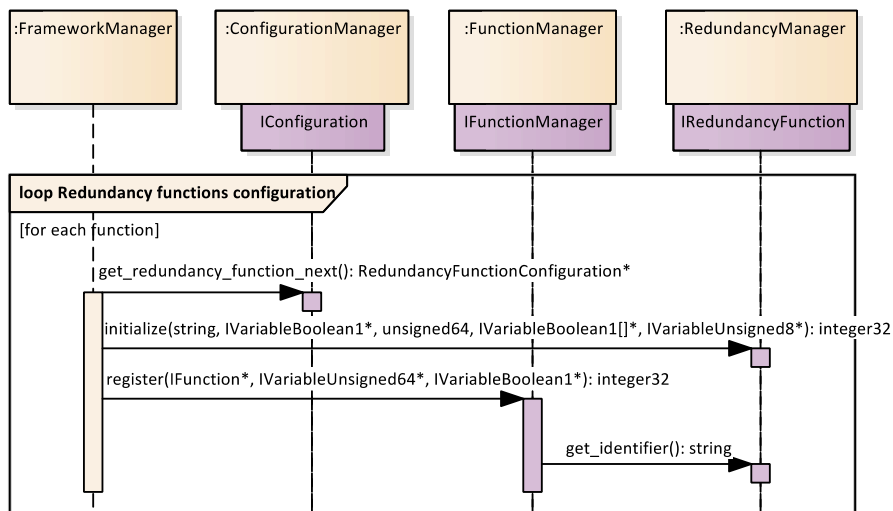 :FrameworkManager
:ConfigurationManager
:FunctionManager
:RedundancyManager
IConfiguration
IFunctionManager
IRedundancyFunction
loop Redundancy functions configuration
[for each function]
get_redundancy_function_next(): RedundancyFunctionConfiguration*
initialize(string, IVariableBoolean1*, unsigned64, IVariableBoolean1[]*, IVariableUnsigned8*): integer32
register(IFunction*, IVariableUnsigned64*, IVariableBoolean1*): integer32
get_identifier(): string